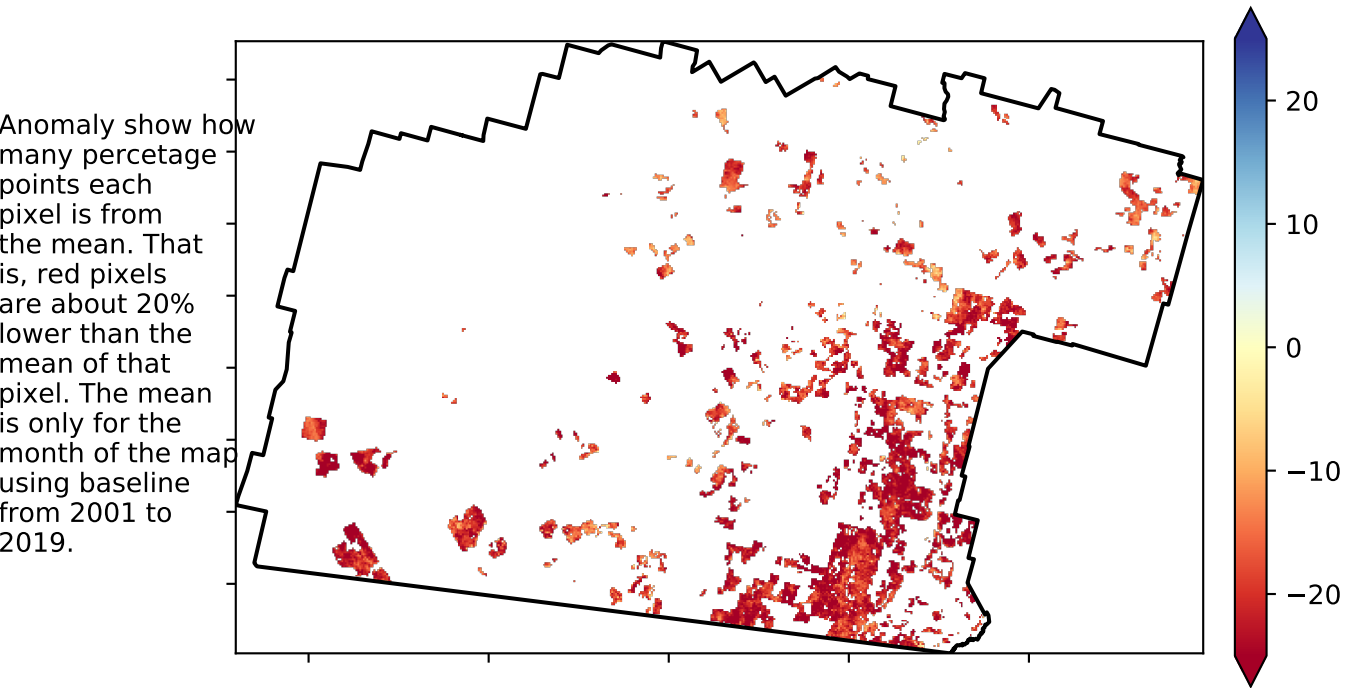 Anomaly show how
many percetage
points each
pixel is from
the mean. That
is, red pixels
are about 20%
lower than the
mean of that
pixel. The mean
is only for the
month of the map
using baseline
from 2001 to
2019.
20
10
0
−10
−20